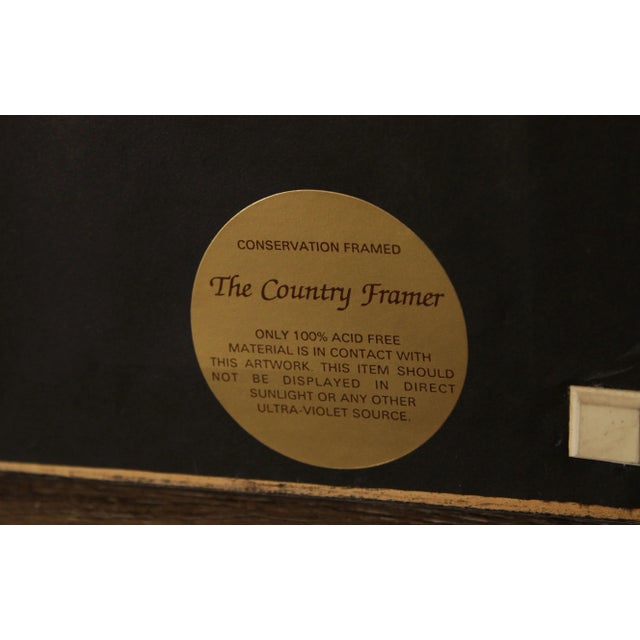 CONSERVATION FRAMED
The Country Framer
ONLY 100% ACID FREE
MATERIAL IS IN CONTACT WITH
THIS ARTWORK. THIS ITEM SHOULD
NOT BE DISPLAYED IN DIRECT
SUNLIGHT OR ANY OTHER
ULTRA-VIOLET SOURCE.